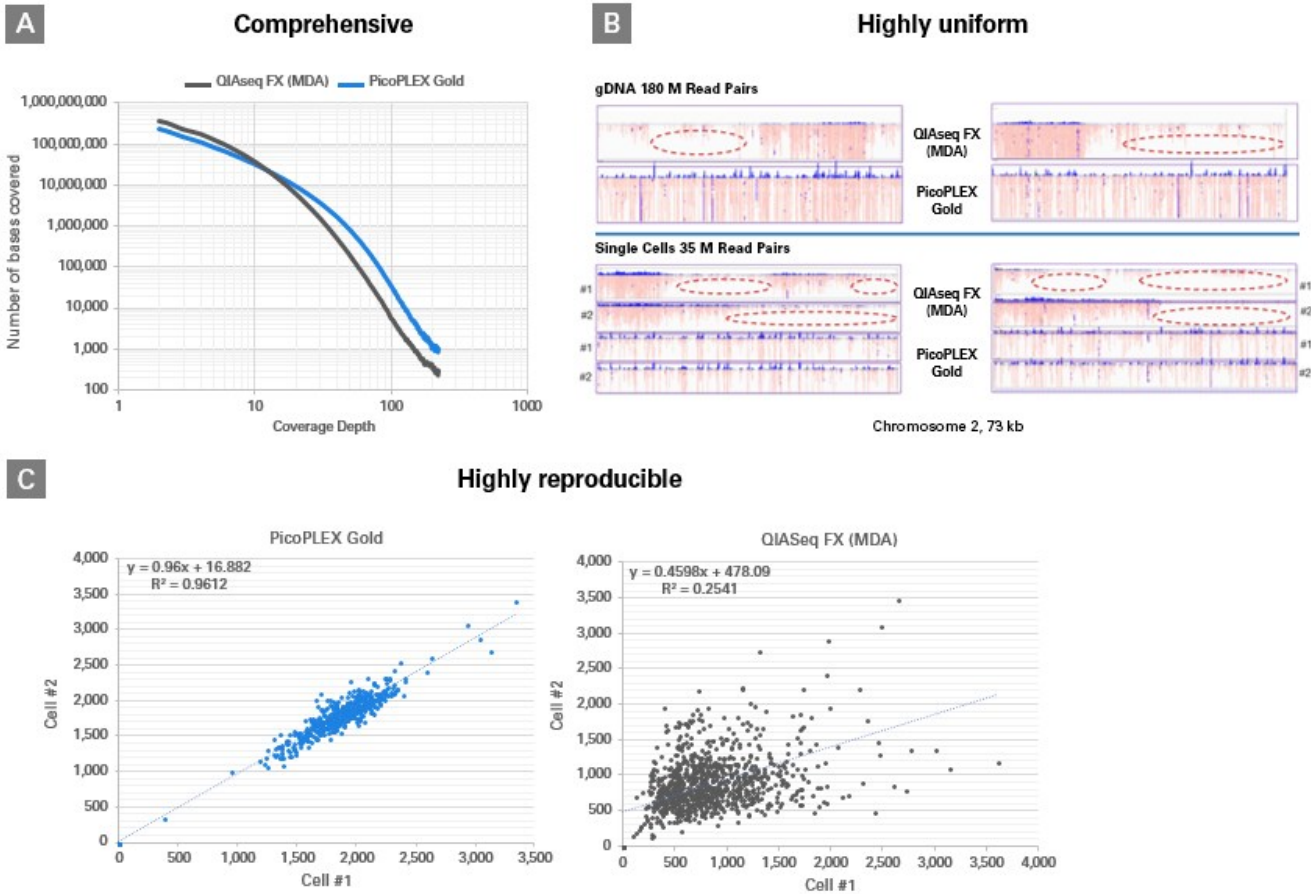 A
Comprehensive
QIAseq FX (MDA) PicoPLEX Gold
Number of bases covered
1,000,000,000
100,000,000
10,000,000
1,000,000
100,000
10,000
1,000
100
1 10 100 1000
Coverage Depth
B
Highly uniform
gDNA 180 M Read Pairs
QIAseq FX
(MDA)
PicoPLEX
Gold
Single Cells 35 M Read Pairs
#1
#2
#1
#2
QIAseq FX
(MDA)
PicoPLEX
Gold
#1
#2
#1
#2
Chromosome 2, 73 kb
C
Highly reproducible
PicoPLEX Gold
y = 0.96x + 16.882
R² = 0.9612
Cell #2
4,000
3,500
3,000
2,500
2,000
1,500
1,000
500
0
0 500 1,000 1,500 2,000 2,500 3,000 3,500
Cell #1
QIASeq FX (MDA)
y = 0.4598x + 478.09
R² = 0.2541
Cell #2
4,000
3,500
3,000
2,500
2,000
1,500
1,000
500
0
0 500 1,000 1,500 2,000 2,500 3,000 3,500 4,000
Cell #1